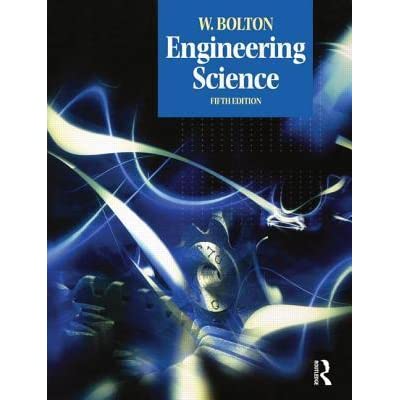 W. BOLTON
Engineering
Science
FIFTH EDITION
ROUTLEDGE